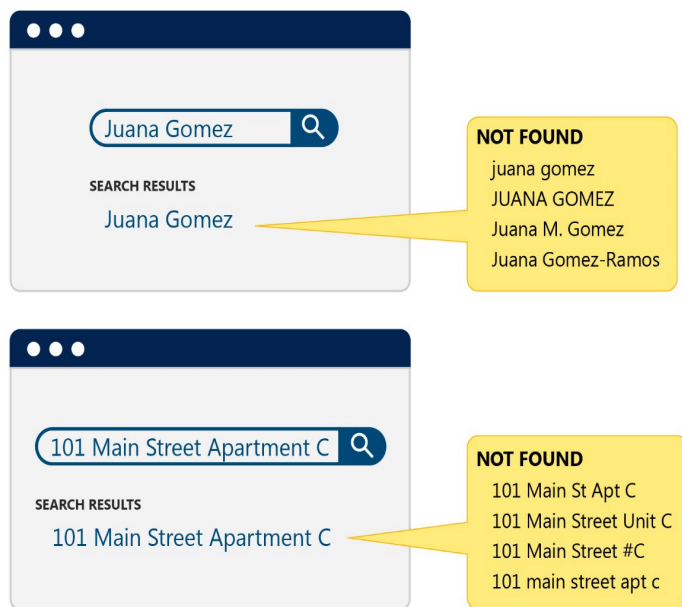 Juana Gomez
SEARCH RESULTS
Juana Gomez
NOT FOUND
juana gomez
JUANA GOMEZ
Juana M. Gomez
Juana Gomez-Ramos
101 Main Street Apartment C
SEARCH RESULTS
101 Main Street Apartment C
NOT FOUND
101 Main St Apt C
101 Main Street Unit C
101 Main Street #C
101 main street apt c